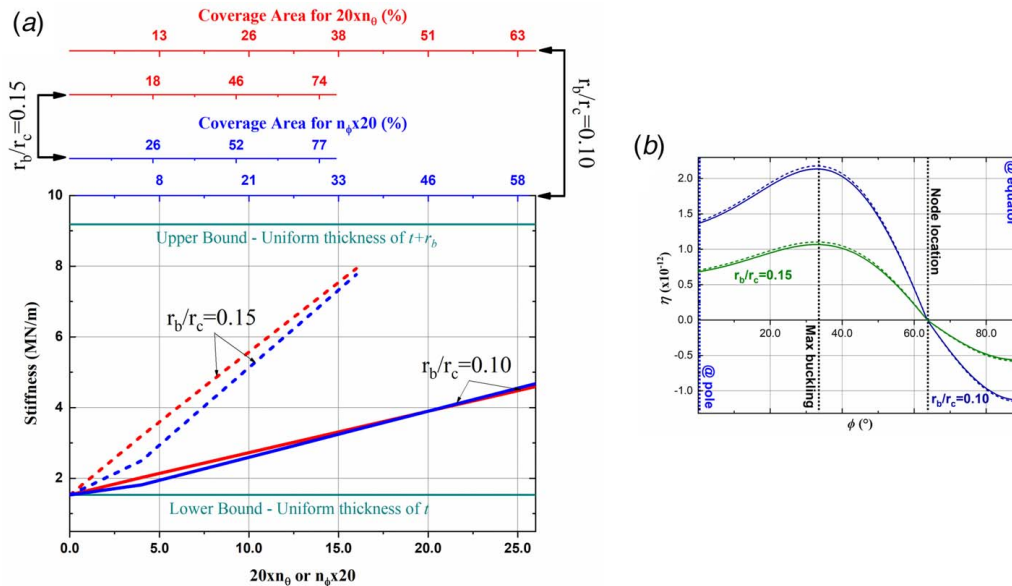 (a)
Coverage Area for 20xnθ (%)
13 26 38 51 63
18 46 74
Coverage Area for nϕx20 (%)
26 52 77
8 21 33 46 58
rb/rc=0.15
rb/rc=0.10
10
8
6
4
2
Stiffness (MN/m)
Upper Bound - Uniform thickness of t+rb
rb/rc=0.15
rb/rc=0.10
Lower Bound - Uniform thickness of t
0.0 5.0 10.0 15.0 20.0 25.0
20xnθ or nϕx20
(b)
2.0
1.5
1.0
0.5
0.0
-0.5
-1.0
η (x10-12)
20.0 40.0 60.0 80.0
rb/rc=0.15
rb/rc=0.10
@ pole
Max buckling
Node location
@ equator
ϕ (°)